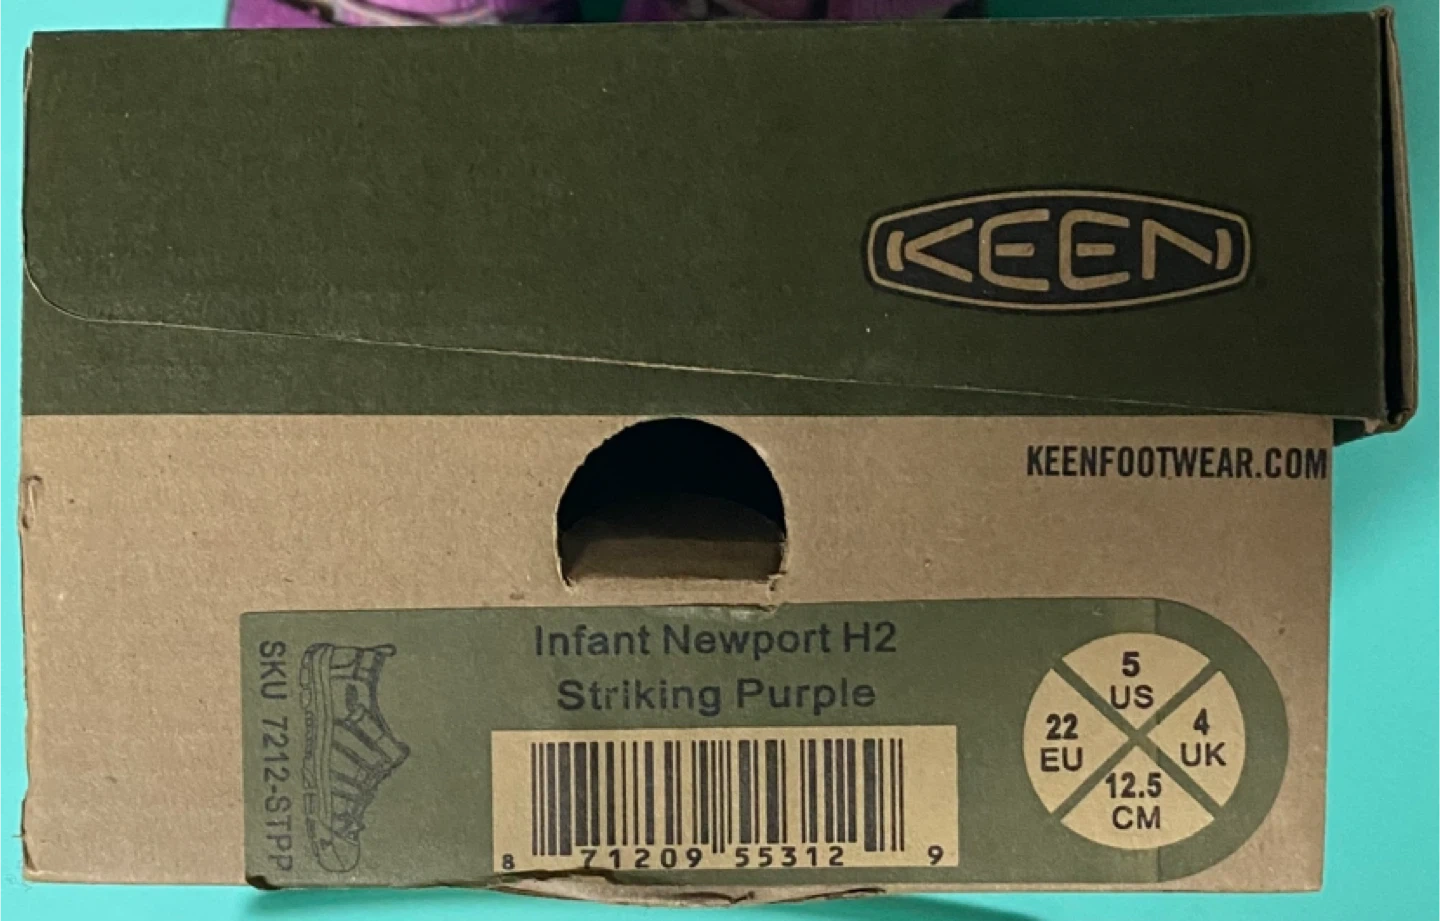 KEEN
KEENFOOTWEAR.COM
SKU 7212-STPP
Infant Newport H2
Striking Purple
8 71209 55312 9
5
US
22
EU
4
UK
12.5
CM